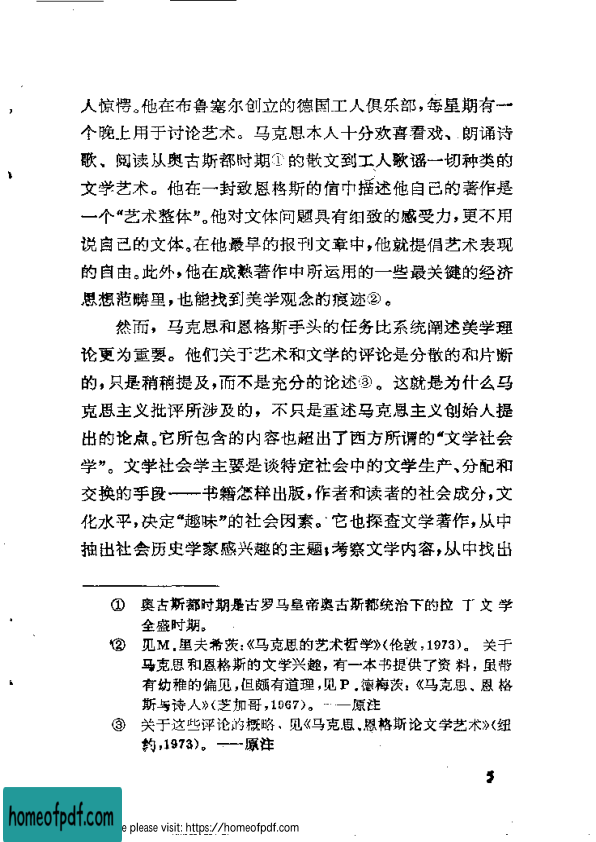 人惊愕。他在布鲁塞尔创立的德国工人俱乐部,每星期有一
个晚上用于讨论艺术。马克思本人十分欢喜看戏、朗诵诗
歌、阅读从奥古斯都时期①的散文到工人歌谣一切种类的
文学艺术。他在一封致恩格斯的信中描述他自己的著作是
一个“艺术整体”。他对文体问题具有细致的感受力,更不用
说自己的文体。在他最早的报刊文章中,他就提倡艺术表现
的自由。此外,他在成熟著作中所运用的一些最关键的经济
思想范畴里,也能找到美学观念的痕迹②。
然而,马克思和恩格斯手头的任务比系统阐述美学理
论更为重要。他们关于艺术和文学的评论是分散的和片断
的,只是稍稍提及,而不是充分的论述③。这就是为什么马
克思主义批评所涉及的,不只是重述马克思主义创始人提
出的论点。它所包含的内容也超出了西方所谓的“文学社会
学”。文学社会学主要是谈特定社会中的文学生产、分配和
交换的手段——书籍怎样出版,作者和读者的社会成分,文
化水平,决定“趣味”的社会因素。它也探查文学著作,从中
抽出社会历史学家感兴趣的主题;考察文学内容,从中找出
① 奥古斯都时期是古罗马皇帝奥古斯都统治下的拉丁文学
全盛时期。
② 见M.里夫希茨:《马克思的艺术哲学》(伦敦,1973)。关于
马克思和恩格斯的文学兴趣,有一本书提供了资料,虽带
有幼稚的偏见,但颇有道理,见P.德梅茨:《马克思、恩格
斯与诗人》(芝加哥,1967)。——原注
③ 关于这些评论的概略,见《马克思、恩格斯论文学艺术》(纽
约,1973)。——原注
5
homeofpdf.com
e please visit: https://homeofpdf.com